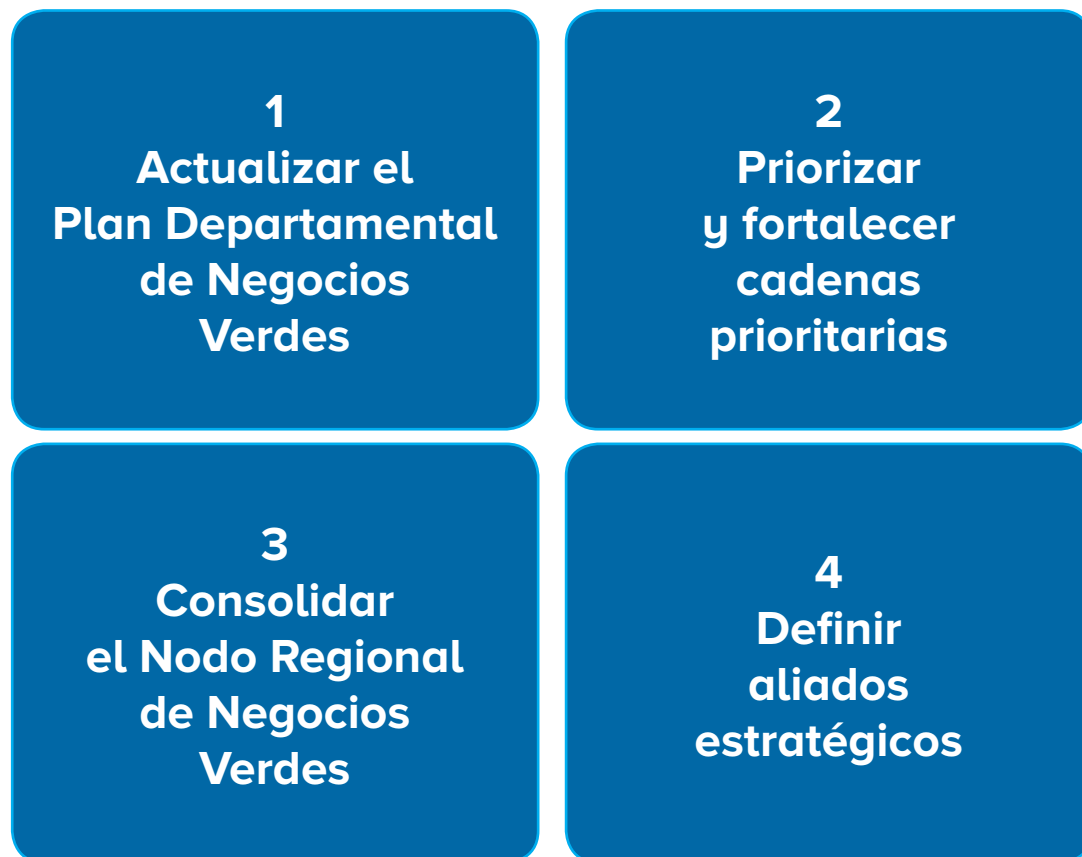 1
Actualizar el
Plan Departamental
de Negocios
Verdes
2
Priorizar
y fortalecer
cadenas
prioritarias
3
Consolidar
el Nodo Regional
de Negocios
Verdes
4
Definir
aliados
estratégicos